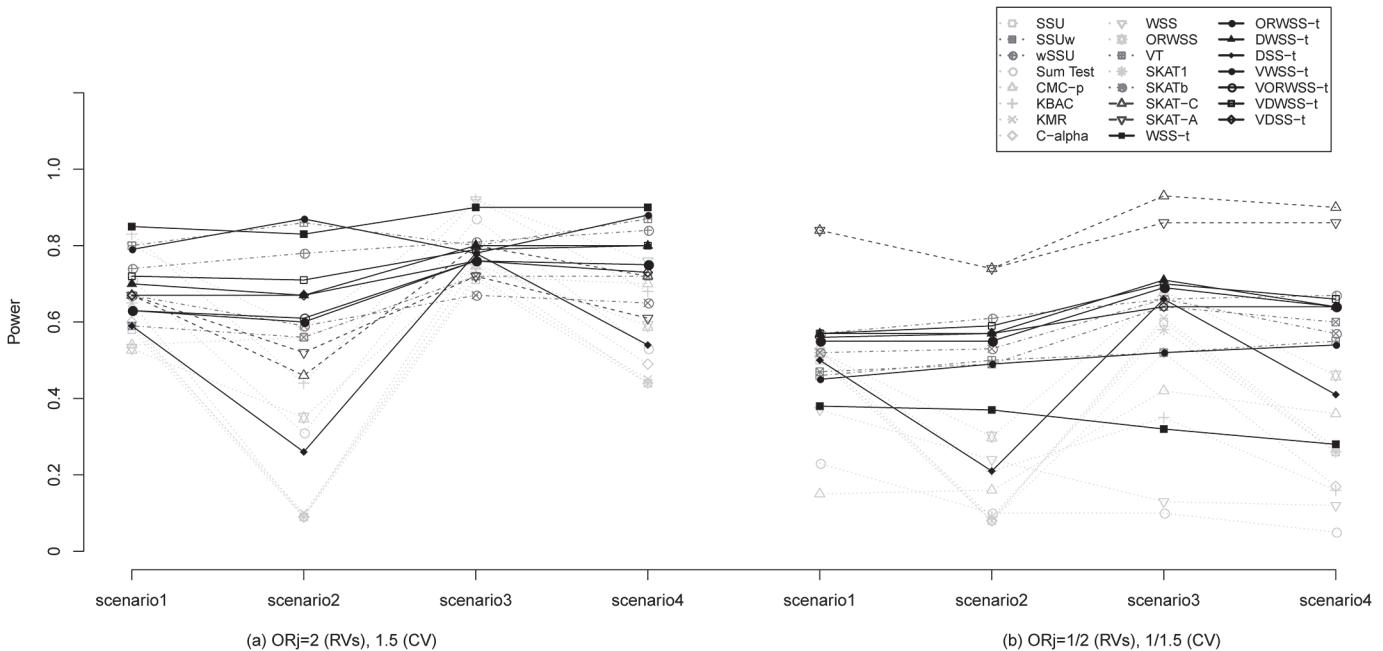 SSU
SSUw
wSSU
Sum Test
CMC-p
KBAC
KMR
C-alpha
WSS
ORWSS
VT
SKAT1
SKATb
SKAT-C
SKAT-A
WSS-t
ORWSS-t
DWSS-t
DSS-t
VWSS-t
VORWSS-t
VDWSS-t
VDSS-t
Power
1.0
0.8
0.6
0.4
0.2
0
scenario1 scenario2 scenario3 scenario4 scenario1 scenario2 scenario3 scenario4
(a) ORj=2 (RVs), 1.5 (CV) (b) ORj=1/2 (RVs), 1/1.5 (CV)